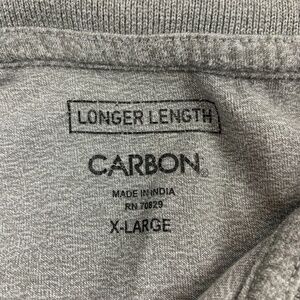 LONGER LENGTH
CARBON®
MADE IN INDIA
RN 70829
X-LARGE